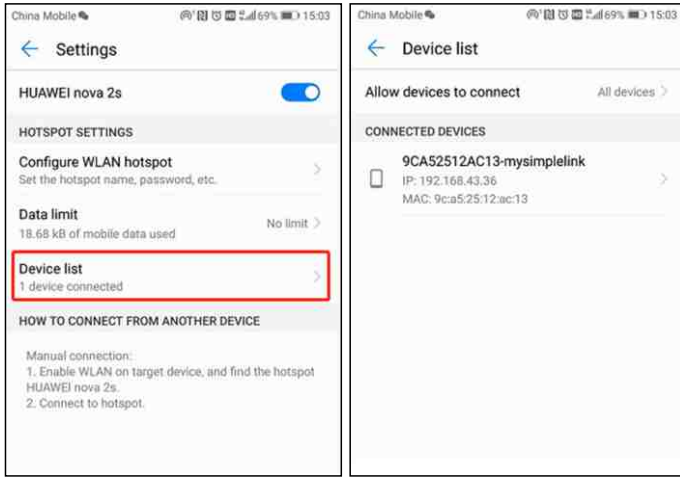 China Mobile 69% 15:03
Settings
HUAWEI nova 2s
HOTSPOT SETTINGS
Configure WLAN hotspot
Set the hotspot name, password, etc.
Data limit
18.68 kB of mobile data used
No limit
Device list
1 device connected
HOW TO CONNECT FROM ANOTHER DEVICE
Manual connection:
1. Enable WLAN on target device, and find the hotspot
HUAWEI nova 2s.
2. Connect to hotspot.
China Mobile 69% 15:03
Device list
Allow devices to connect All devices
CONNECTED DEVICES
9CA52512AC13-mysimplelink
IP: 192.168.43.36
MAC: 9c:a5:25:12:ac:13